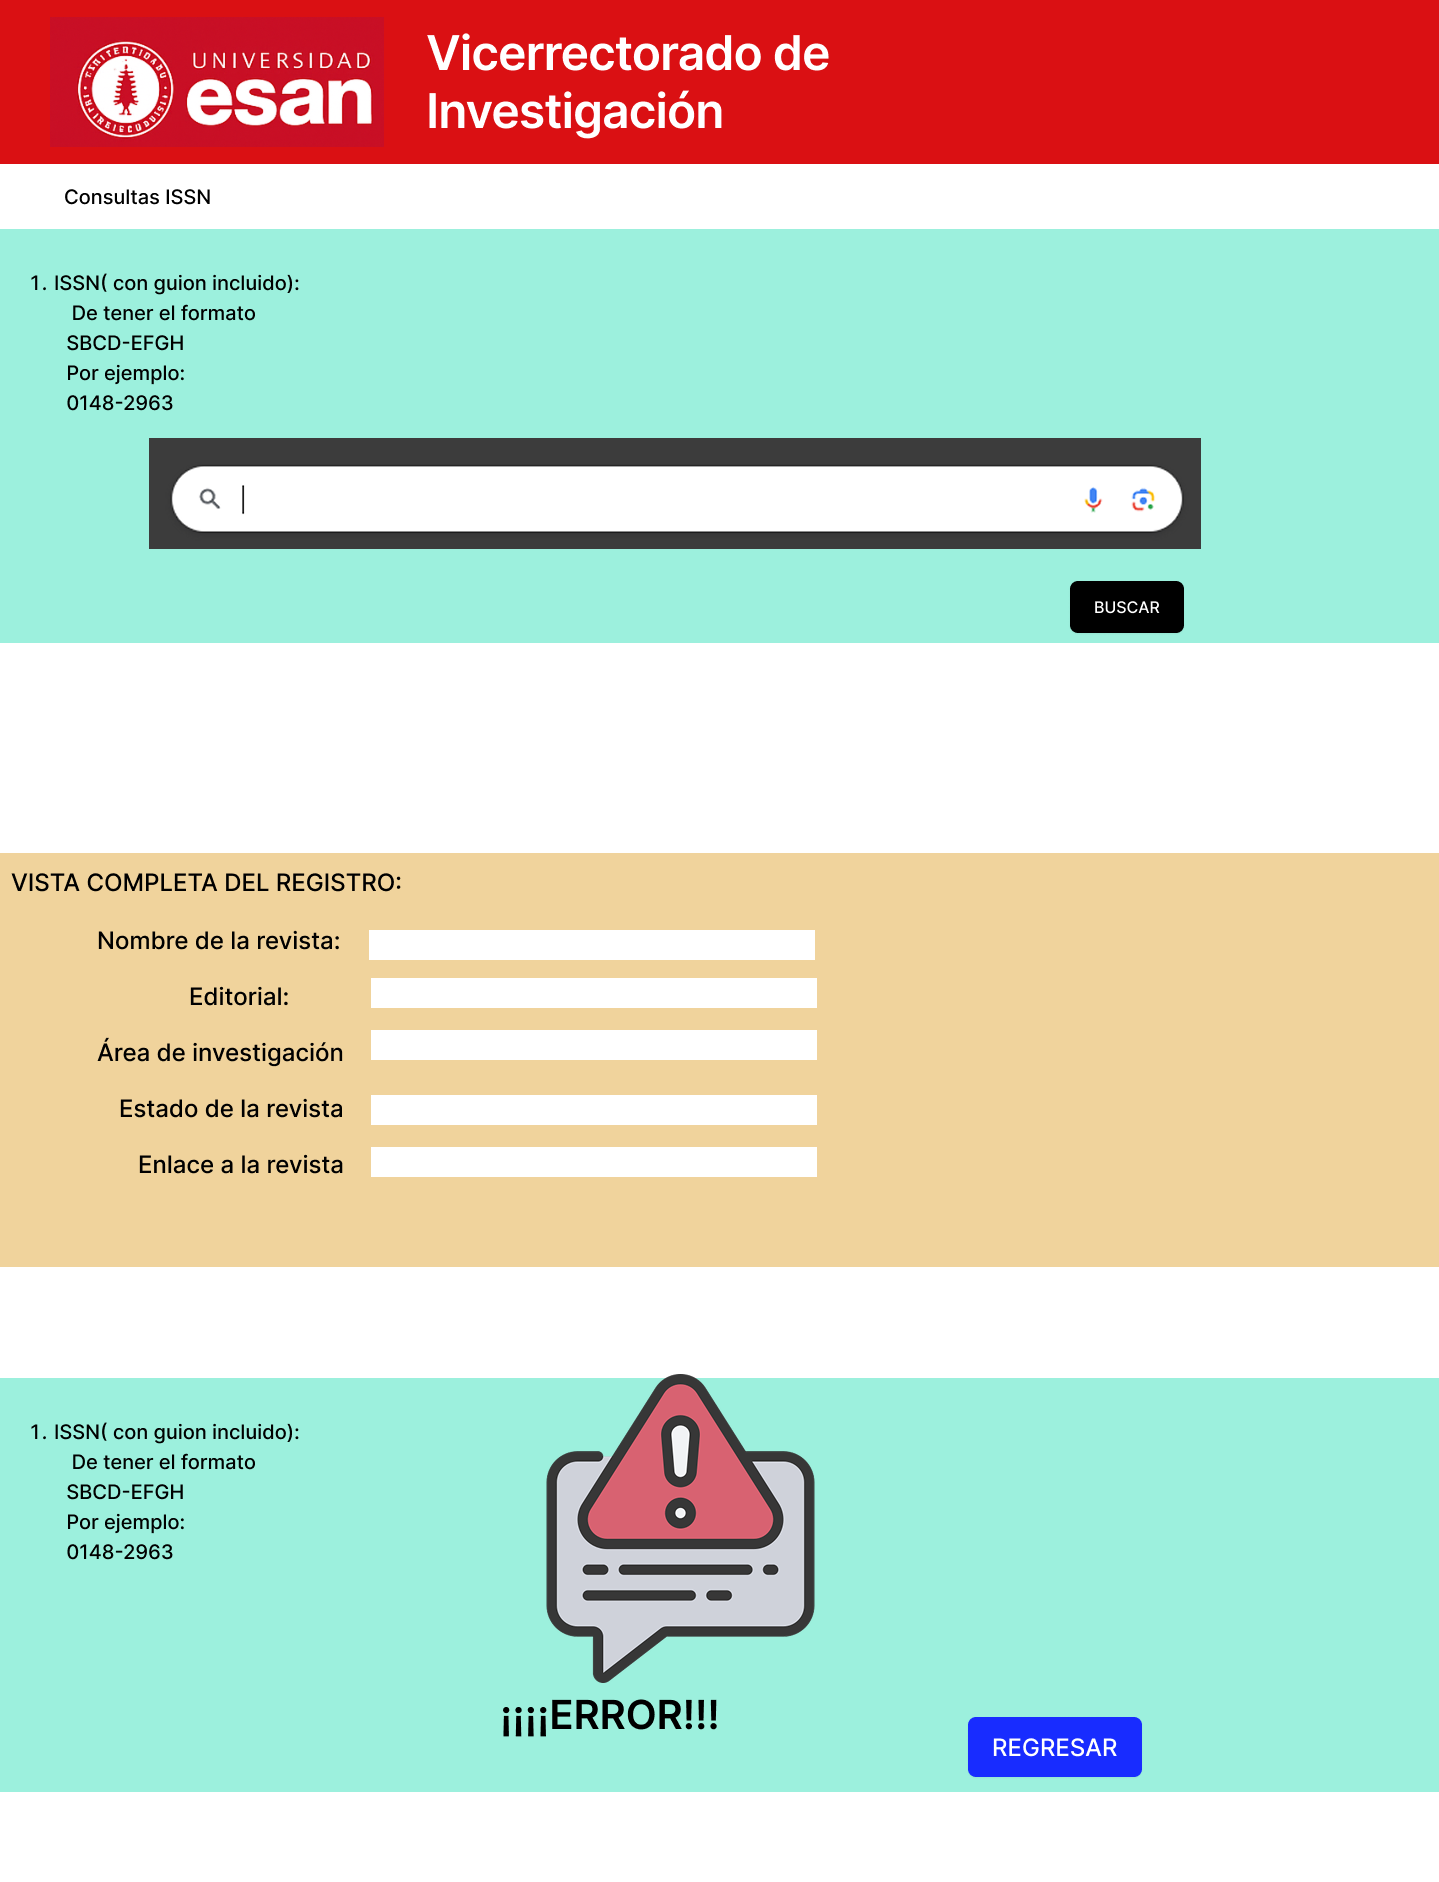 UNIVERSIDAD
esan
Vicerrectorado de
Investigación
Consultas ISSN
1. ISSN( con guion incluido):
De tener el formato
SBCD-EFGH
Por ejemplo:
0148-2963
BUSCAR
VISTA COMPLETA DEL REGISTRO:
Nombre de la revista:
Editorial:
Área de investigación
Estado de la revista
Enlace a la revista
1. ISSN( con guion incluido):
De tener el formato
SBCD-EFGH
Por ejemplo:
0148-2963
¡¡¡¡ERROR!!!
REGRESAR